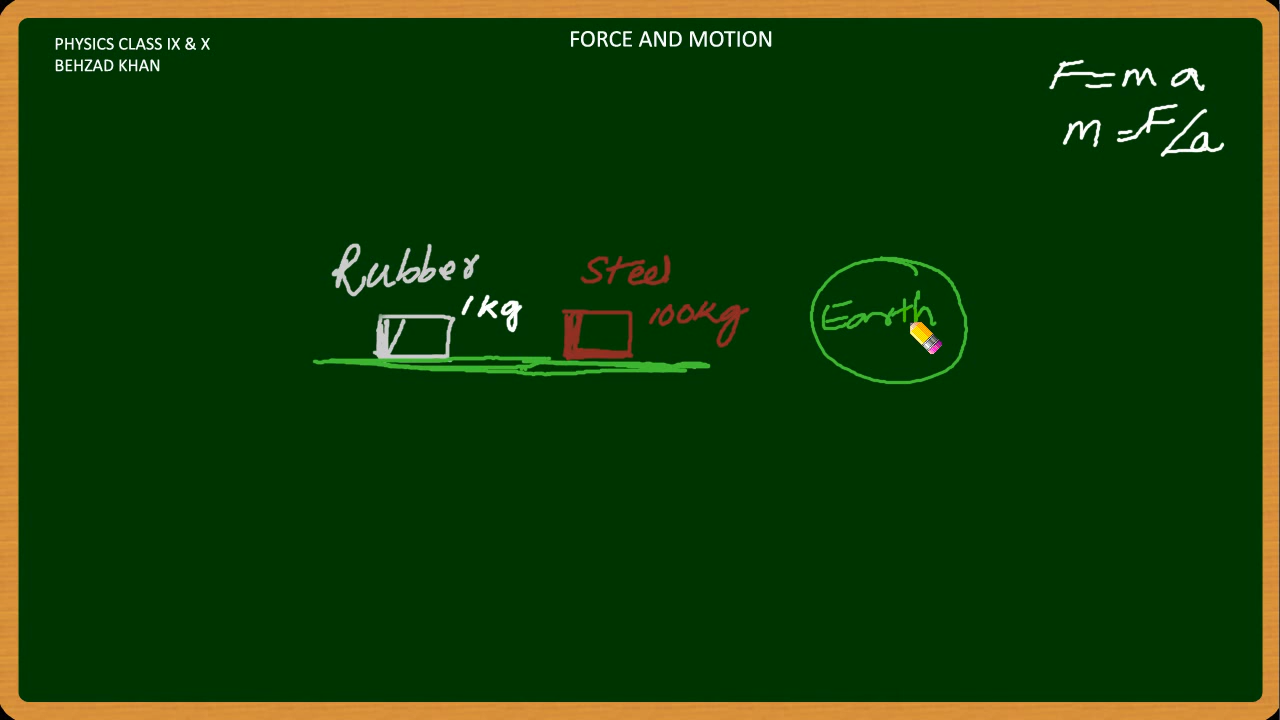 PHYSICS CLASS IX & X
BEHZAD KHAN
FORCE AND MOTION
F=ma
m=F/a
Rubber
1kg
Steel
100kg
Earth